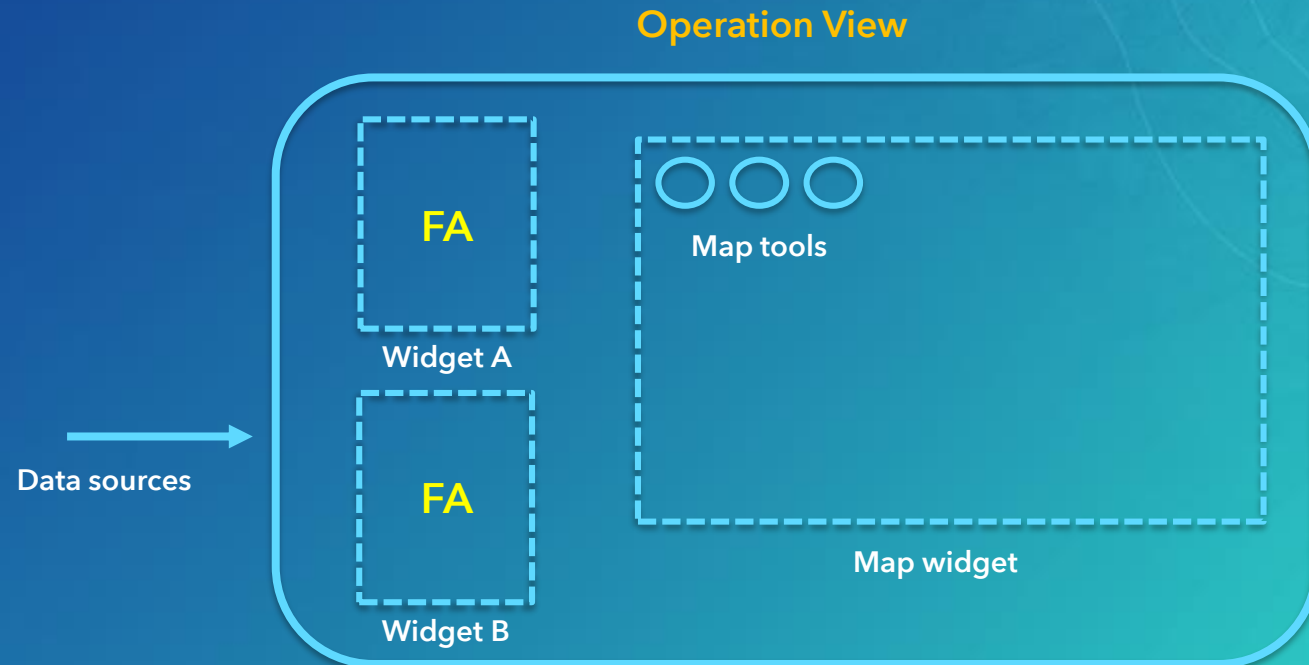 Operation View
FA
Widget A
Map tools
Data sources
FA
Widget B
Map widget